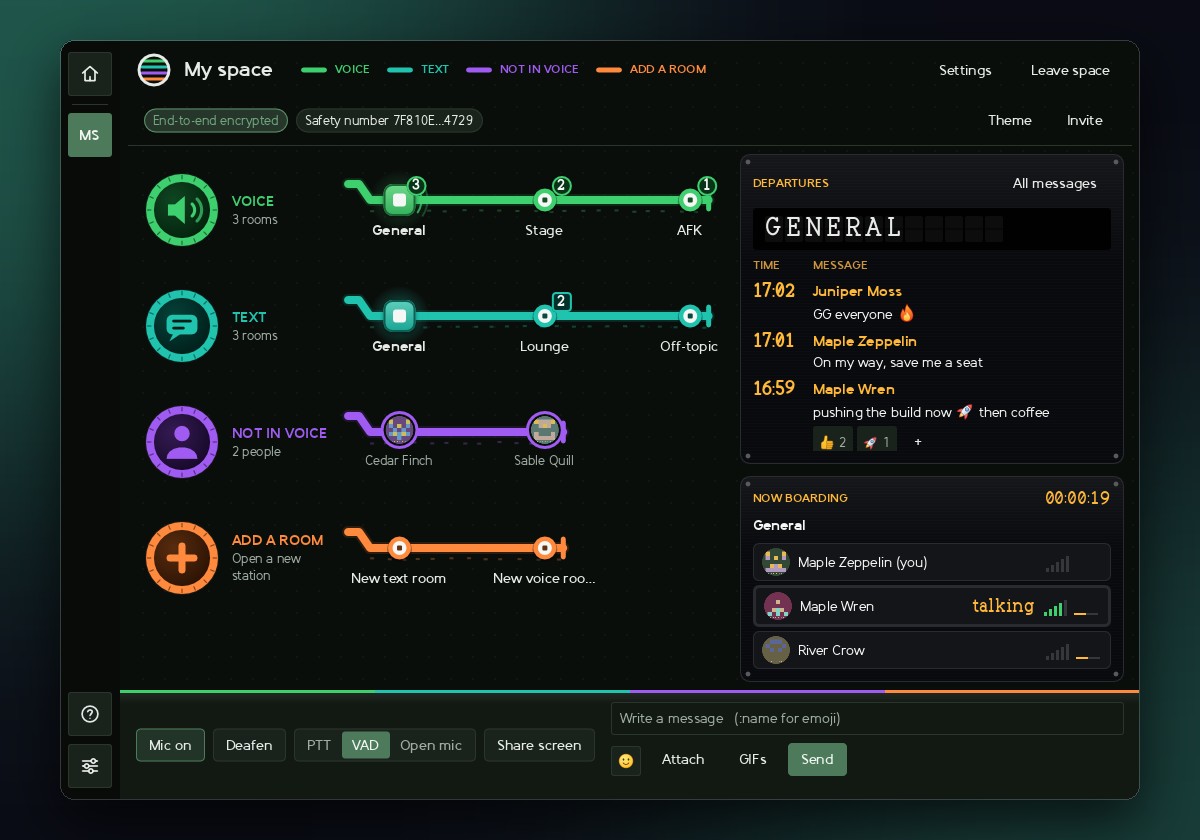 My space
VOICE
TEXT
NOT IN VOICE
ADD A ROOM
Settings
Leave space
MS
End-to-end encrypted
Safety number 7F810E…4729
Theme
Invite
VOICE
3 rooms
3
2
1
General
Stage
AFK
TEXT
3 rooms
2
General
Lounge
Off-topic
NOT IN VOICE
2 people
Cedar Finch
Sable Quill
ADD A ROOM
Open a new
station
New text room
New voice roo...
DEPARTURES
All messages
GENERAL
TIME
MESSAGE
17:02
Juniper Moss
GG everyone 🔥
17:01
Maple Zeppelin
On my way, save me a seat
16:59
Maple Wren
pushing the build now 🚀 then coffee
👍 2
🚀 1
+
NOW BOARDING
00:00:19
General
Maple Zeppelin (you)
Maple Wren
talking
River Crow
Mic on
Deafen
PTT
VAD
Open mic
Share screen
Write a message (:name for emoji)
🙂
Attach
GIFs
Send